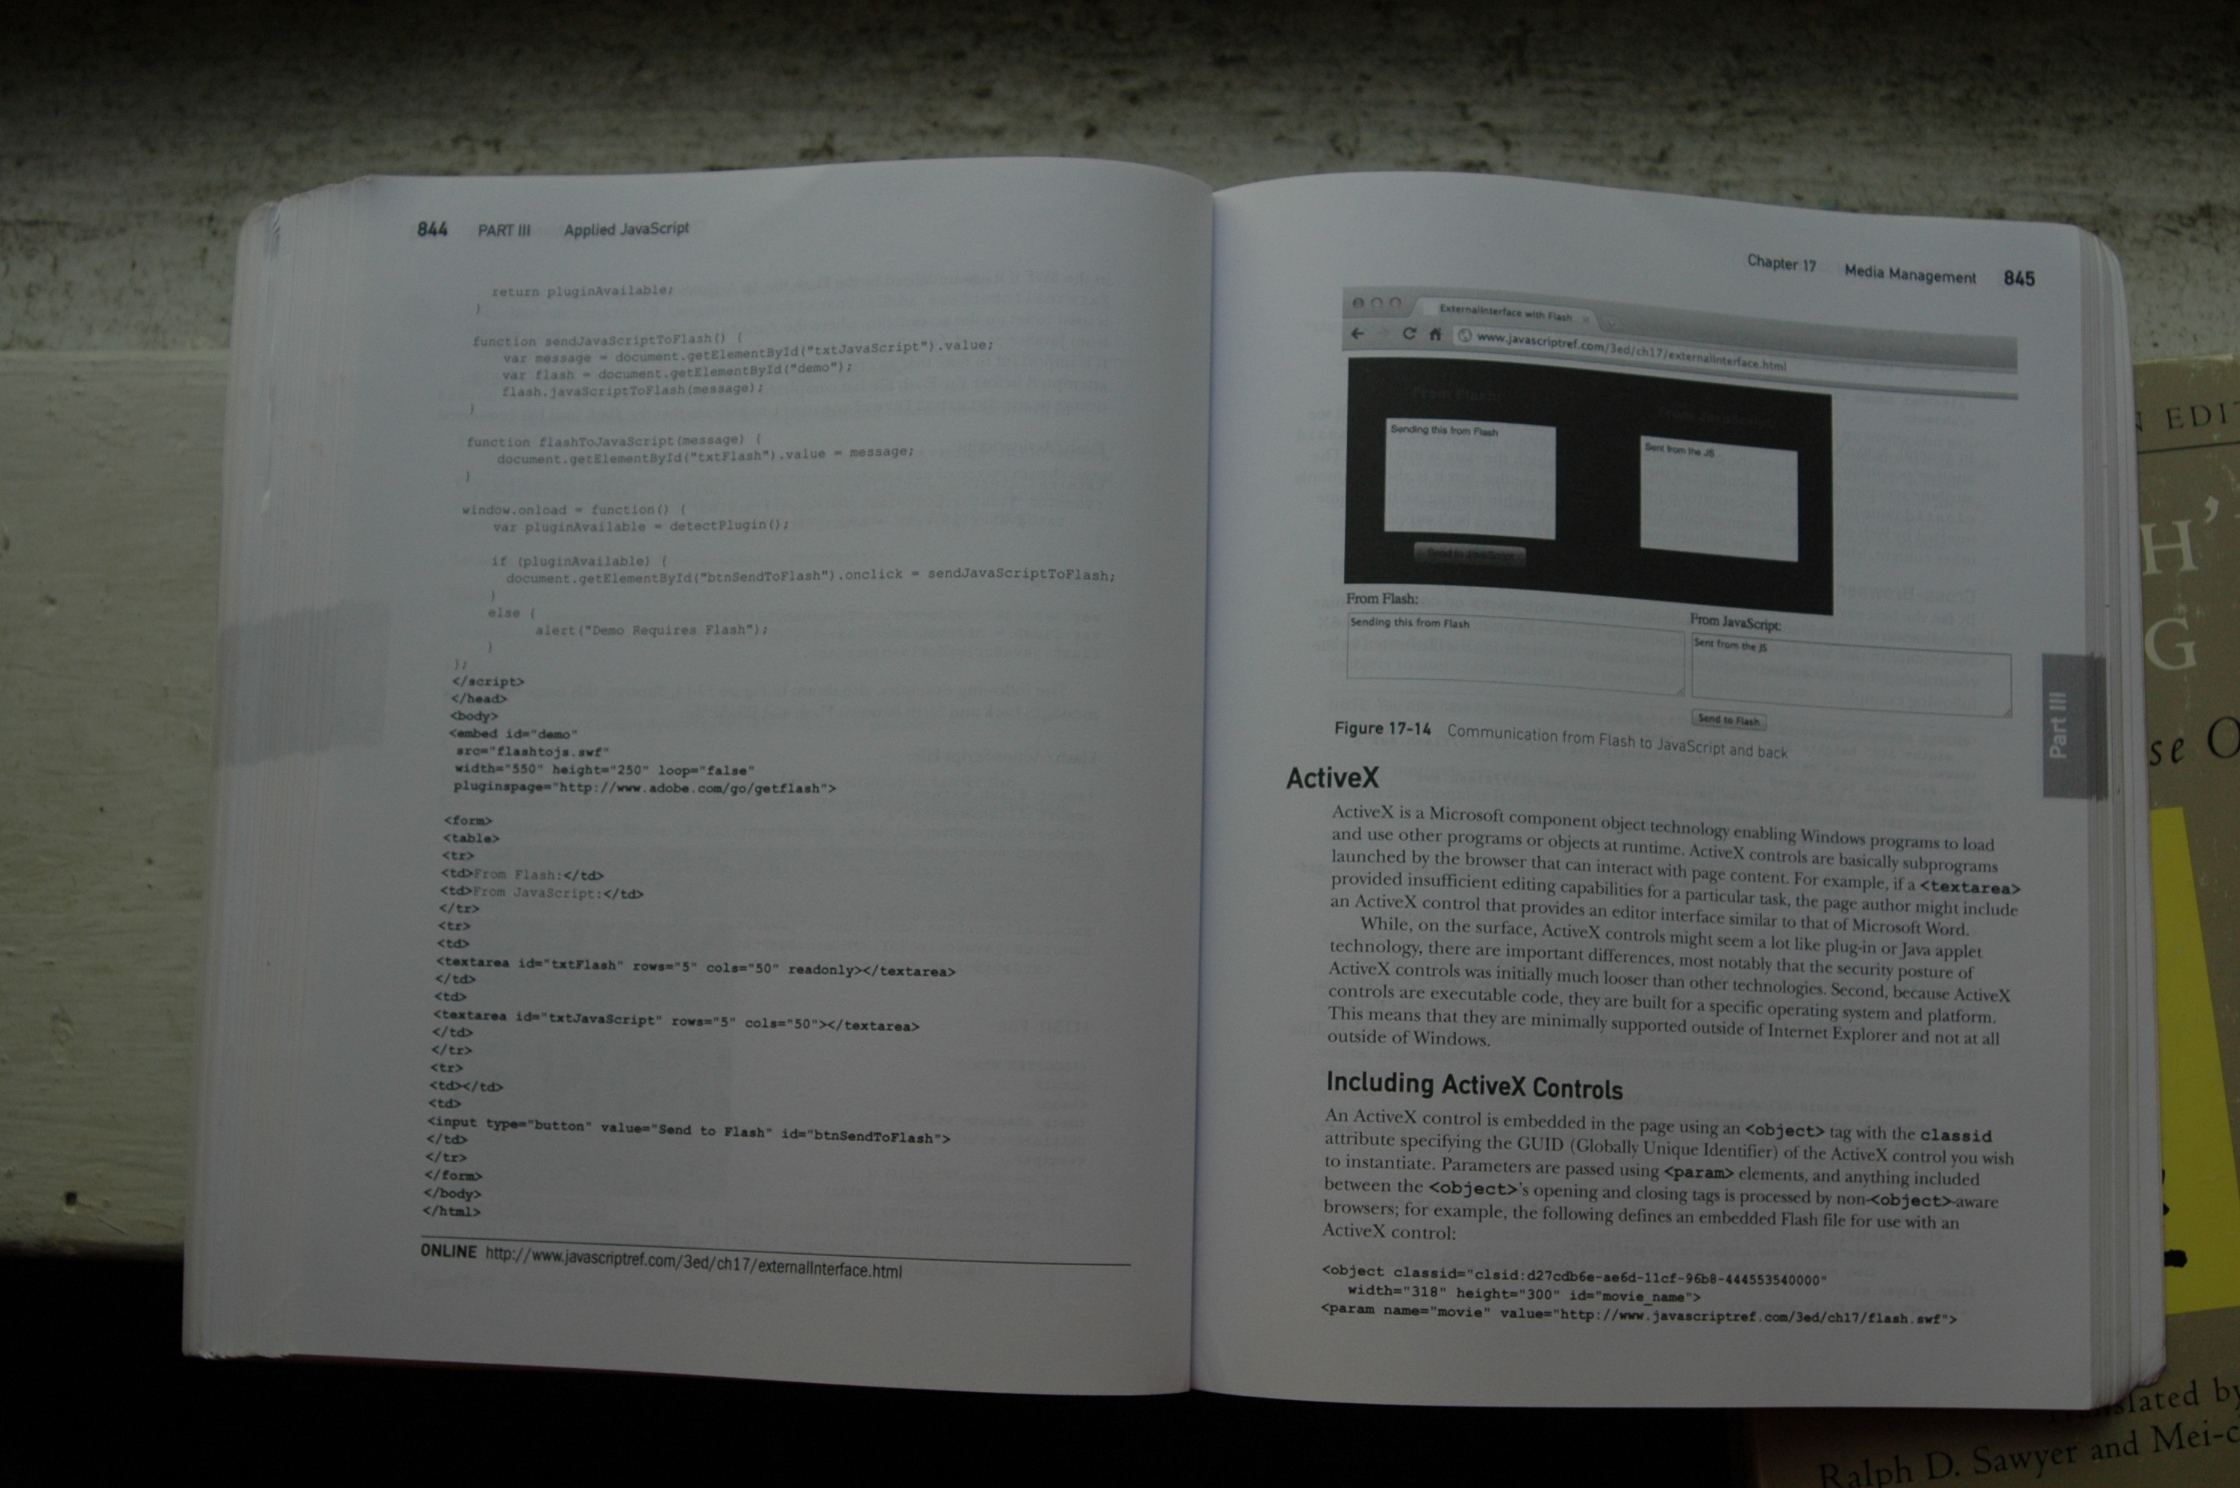 844 PART III Applied JavaScript
return pluginAvailable;
}
function sendJavaScriptToFlash() {
var message = document.getElementById("txtJavaScript").value;
var flash = document.getElementById("demo");
flash.javaScriptToFlash(message);
}
function flashToJavaScript(message) {
document.getElementById("txtFlash").value = message;
}
window.onload = function() {
var pluginAvailable = detectPlugin();
if (pluginAvailable) {
document.getElementById("btnSendToFlash").onclick = sendJavaScriptToFlash;
}
else {
alert("Demo Requires Flash");
}
};
</script>
</head>
<body>
<embed id="demo"
src="flashtojs.swf"
width="550" height="250" loop="false"
pluginspage="http://www.adobe.com/go/getflash">
<form>
<table>
<tr>
<td>From Flash:</td>
<td>From JavaScript:</td>
</tr>
<tr>
<td>
<textarea id="txtFlash" rows="5" cols="50" readonly></textarea>
</td>
<td>
<textarea id="txtJavaScript" rows="5" cols="50"></textarea>
</td>
</tr>
<tr>
<td></td>
<td>
<input type="button" value="Send to Flash" id="btnSendToFlash">
</td>
</tr>
</form>
</body>
</html>
ONLINE http://www.javascriptref.com/3ed/ch17/externalInterface.html
Chapter 17 Media Management 845
ExternalInterface with Flash
www.javascriptref.com/3ed/ch17/externalInterface.html
Sending this from Flash
Sent from the JS
From Flash:
From JavaScript:
Sending this from Flash
Sent from the JS
Send to Flash
Figure 17-14 Communication from Flash to JavaScript and back
Part III
ActiveX
ActiveX is a Microsoft component object technology enabling Windows programs to load
and use other programs or objects at runtime. ActiveX controls are basically subprograms
launched by the browser that can interact with page content. For example, if a <textarea>
provided insufficient editing capabilities for a particular task, the page author might include
an ActiveX control that provides an editor interface similar to that of Microsoft Word.
While, on the surface, ActiveX controls might seem a lot like plug-in or Java applet
technology, there are important differences, most notably that the security posture of
ActiveX controls was initially much looser than other technologies. Second, because ActiveX
controls are executable code, they are built for a specific operating system and platform.
This means that they are minimally supported outside of Internet Explorer and not at all
outside of Windows.
Including ActiveX Controls
An ActiveX control is embedded in the page using an <object> tag with the classid
attribute specifying the GUID (Globally Unique Identifier) of the ActiveX control you wish
to instantiate. Parameters are passed using <param> elements, and anything included
between the <object>'s opening and closing tags is processed by non-<object>-aware
browsers; for example, the following defines an embedded Flash file for use with an
ActiveX control:
<object classid="clsid:d27cdb6e-ae6d-11cf-96b8-444553540000"
width="318" height="300" id="movie_name">
<param name="movie" value="http://www.javascriptref.com/3ed/ch17/flash.swf">
EDI
H'
G
se O
lated by
Ralph D. Sawyer and Mei-c